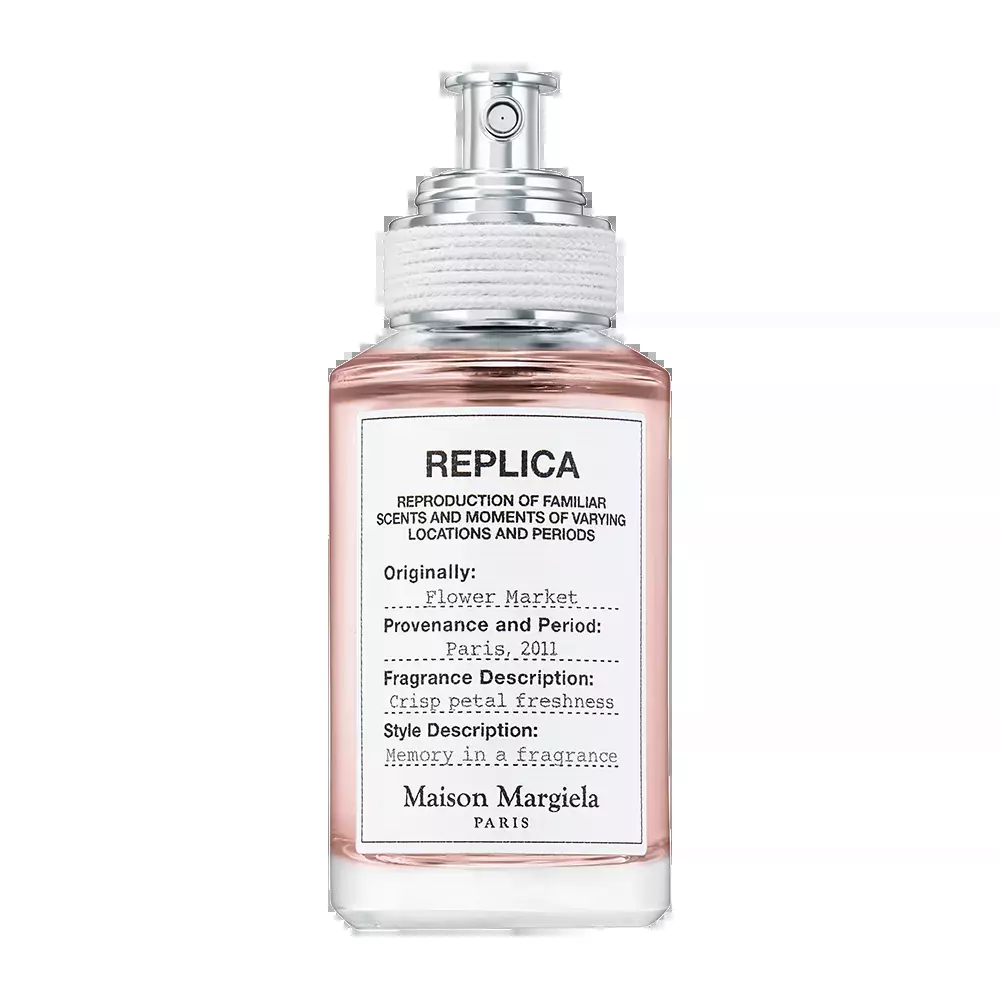 REPLICA
REPRODUCTION OF FAMILIAR
SCENTS AND MOMENTS OF VARYING
LOCATIONS AND PERIODS
Originally:
Flower Market
Provenance and Period:
Paris, 2011
Fragrance Description:
Crisp petal freshness
Style Description:
Memory in a fragrance
Maison Margiela
PARIS